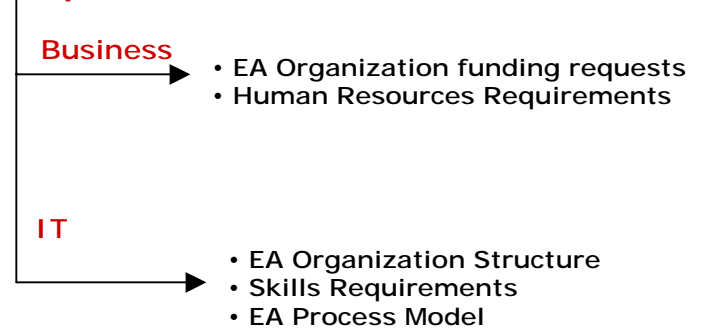 Business
• EA Organization funding requests
• Human Resources Requirements
IT
• EA Organization Structure
• Skills Requirements
• EA Process Model